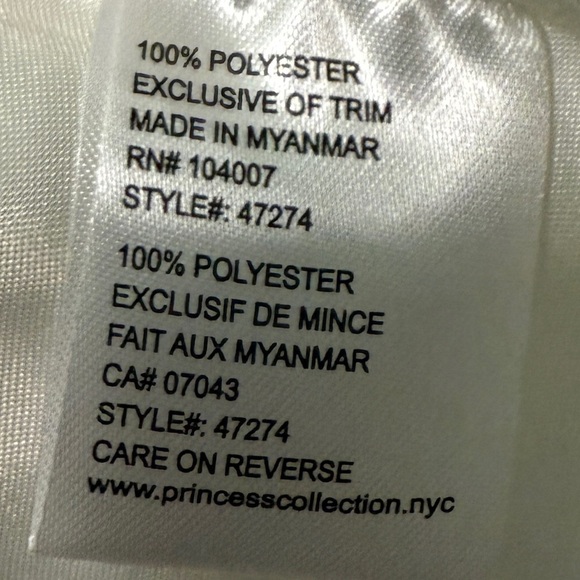 100% POLYESTER
EXCLUSIVE OF TRIM
MADE IN MYANMAR
RN# 104007
STYLE#: 47274
100% POLYESTER
EXCLUSIF DE MINCE
FAIT AUX MYANMAR
CA# 07043
STYLE#: 47274
CARE ON REVERSE
www.princesscollection.nyc